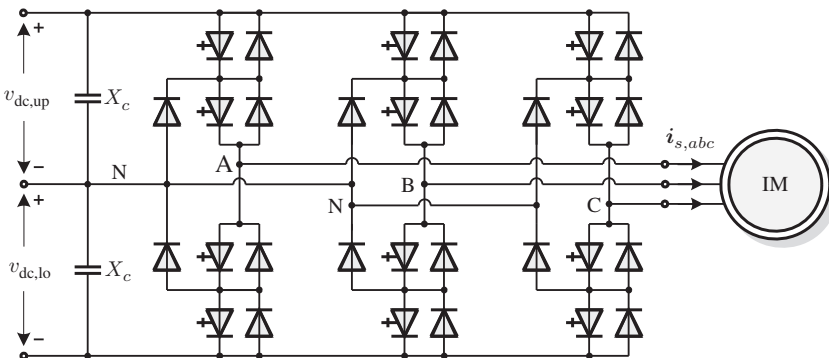 +
v_dc,up
X_c
−
N
A
i_s,abc
+
B
IM
N
C
v_dc,lo
X_c
−